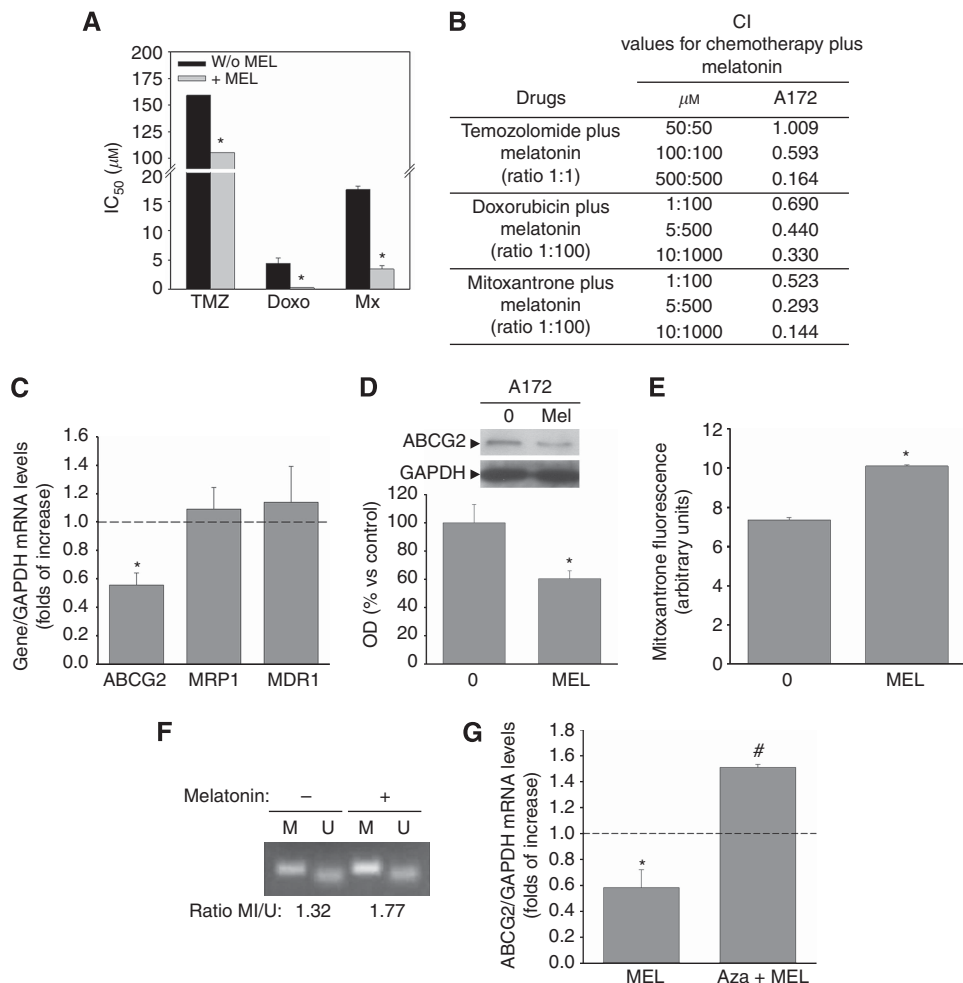 A
200
175
150
125
100
20
15
10
5
0
IC50 (μM)
W/o MEL
+ MEL
*
*
*
TMZ Doxo Mx
B
CI
values for chemotherapy plus
melatonin
Drugs μM A172
Temozolomide plus
melatonin
(ratio 1:1)
50:50 1.009
100:100 0.593
500:500 0.164
Doxorubicin plus
melatonin
(ratio 1:100)
1:100 0.690
5:500 0.440
10:1000 0.330
Mitoxantrone plus
melatonin
(ratio 1:100)
1:100 0.523
5:500 0.293
10:1000 0.144
C
Gene/GAPDH mRNA levels
(folds of increase)
1.6
1.4
1.2
1.0
0.8
0.6
0.4
0.2
0.0
*
ABCG2 MRP1 MDR1
D
A172
0 Mel
ABCG2
GAPDH
OD (% vs control)
120
100
80
60
40
20
0
*
0 MEL
E
Mitoxantrone fluorescence
(arbitrary units)
12
10
8
6
4
2
0
*
0 MEL
F
Melatonin: – +
M U M U
Ratio MI/U: 1.32 1.77
G
ABCG2/GAPDH mRNA levels
(folds of increase)
1.8
1.6
1.4
1.2
1.0
0.8
0.6
0.4
0.2
0.0
*
#
MEL Aza + MEL